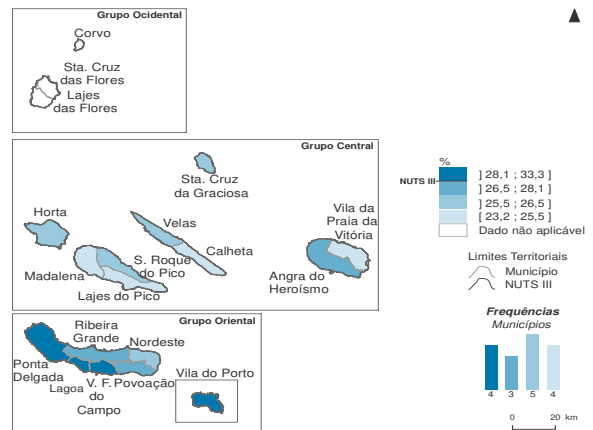 Grupo Ocidental
Corvo
Sta. Cruz
das Flores
Lajes
das Flores
Grupo Central
Sta. Cruz
da Graciosa
Horta
Velas
Vila da
Praia da
Vitória
Calheta
S. Roque
do Pico
Madalena
Lajes do Pico
Angra do
Heroísmo
Grupo Oriental
Ribeira
Grande
Nordeste
Ponta
Delgada
Lagoa
V. F.
do
Campo
Povoação
Vila do Porto
%
NUTS III
] 28,1 ; 33,3 ]
] 26,5 ; 28,1 ]
] 25,5 ; 26,5 ]
[ 23,2 ; 25,5 ]
Dado não aplicável
Limites Territoriais
Município
NUTS III
Frequências
Municípios
4 3 5 4
0 20 km